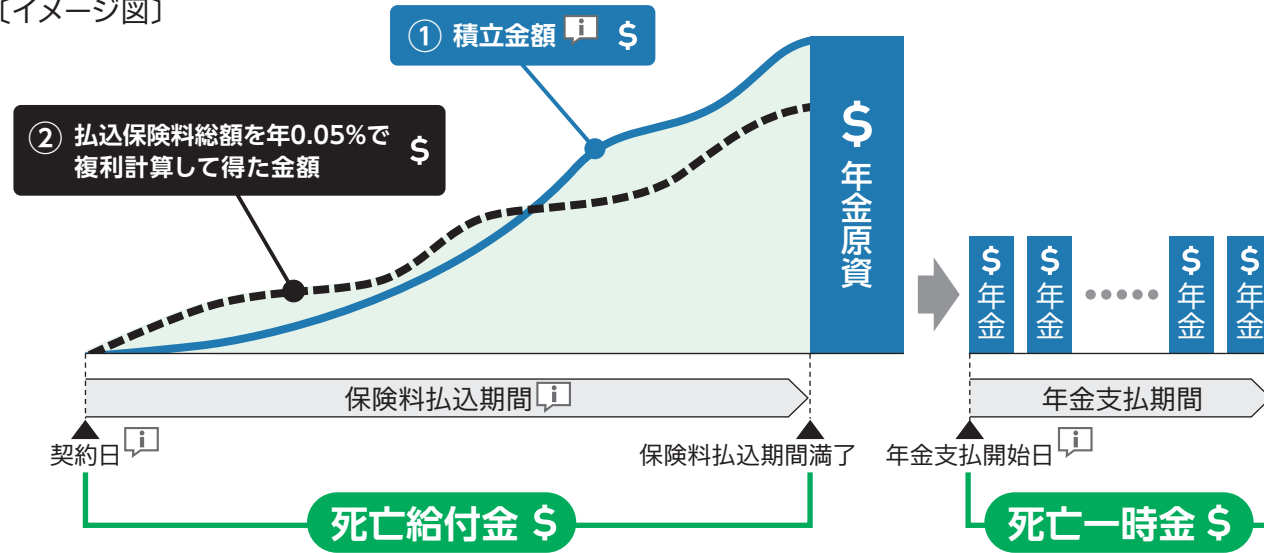 〔イメージ図〕
① 積立金額 i $
② 払込保険料総額を年0.05%で
複利計算して得た金額 $
$ 年金原資
$ 年金
$ 年金
$ 年金
$ 年金
保険料払込期間 i
年金支払期間
契約日 i
保険料払込期間満了
年金支払開始日 i
死亡給付金 $
死亡一時金 $